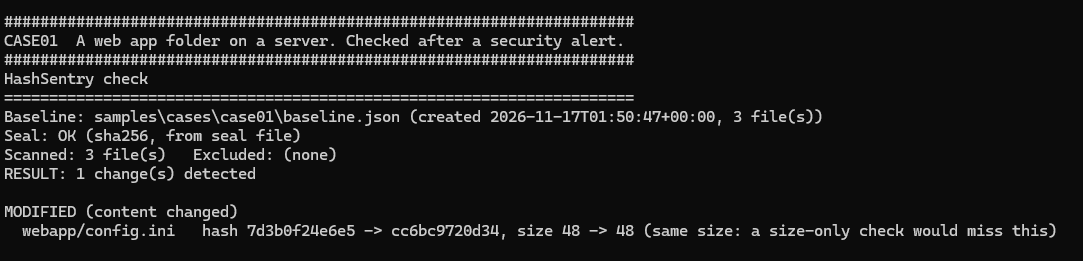 ######################################################################
CASE01  A web app folder on a server. Checked after a security alert.
######################################################################
HashSentry check
======================================================================
Baseline: samples\cases\case01\baseline.json (created 2026-11-17T01:50:47+00:00, 3 file(s))
Seal: OK (sha256, from seal file)
Scanned: 3 file(s)   Excluded: (none)
RESULT: 1 change(s) detected

MODIFIED (content changed)
  webapp/config.ini   hash 7d3b0f24e6e5 -> cc6bc9720d34, size 48 -> 48 (same size: a size-only check would miss this)